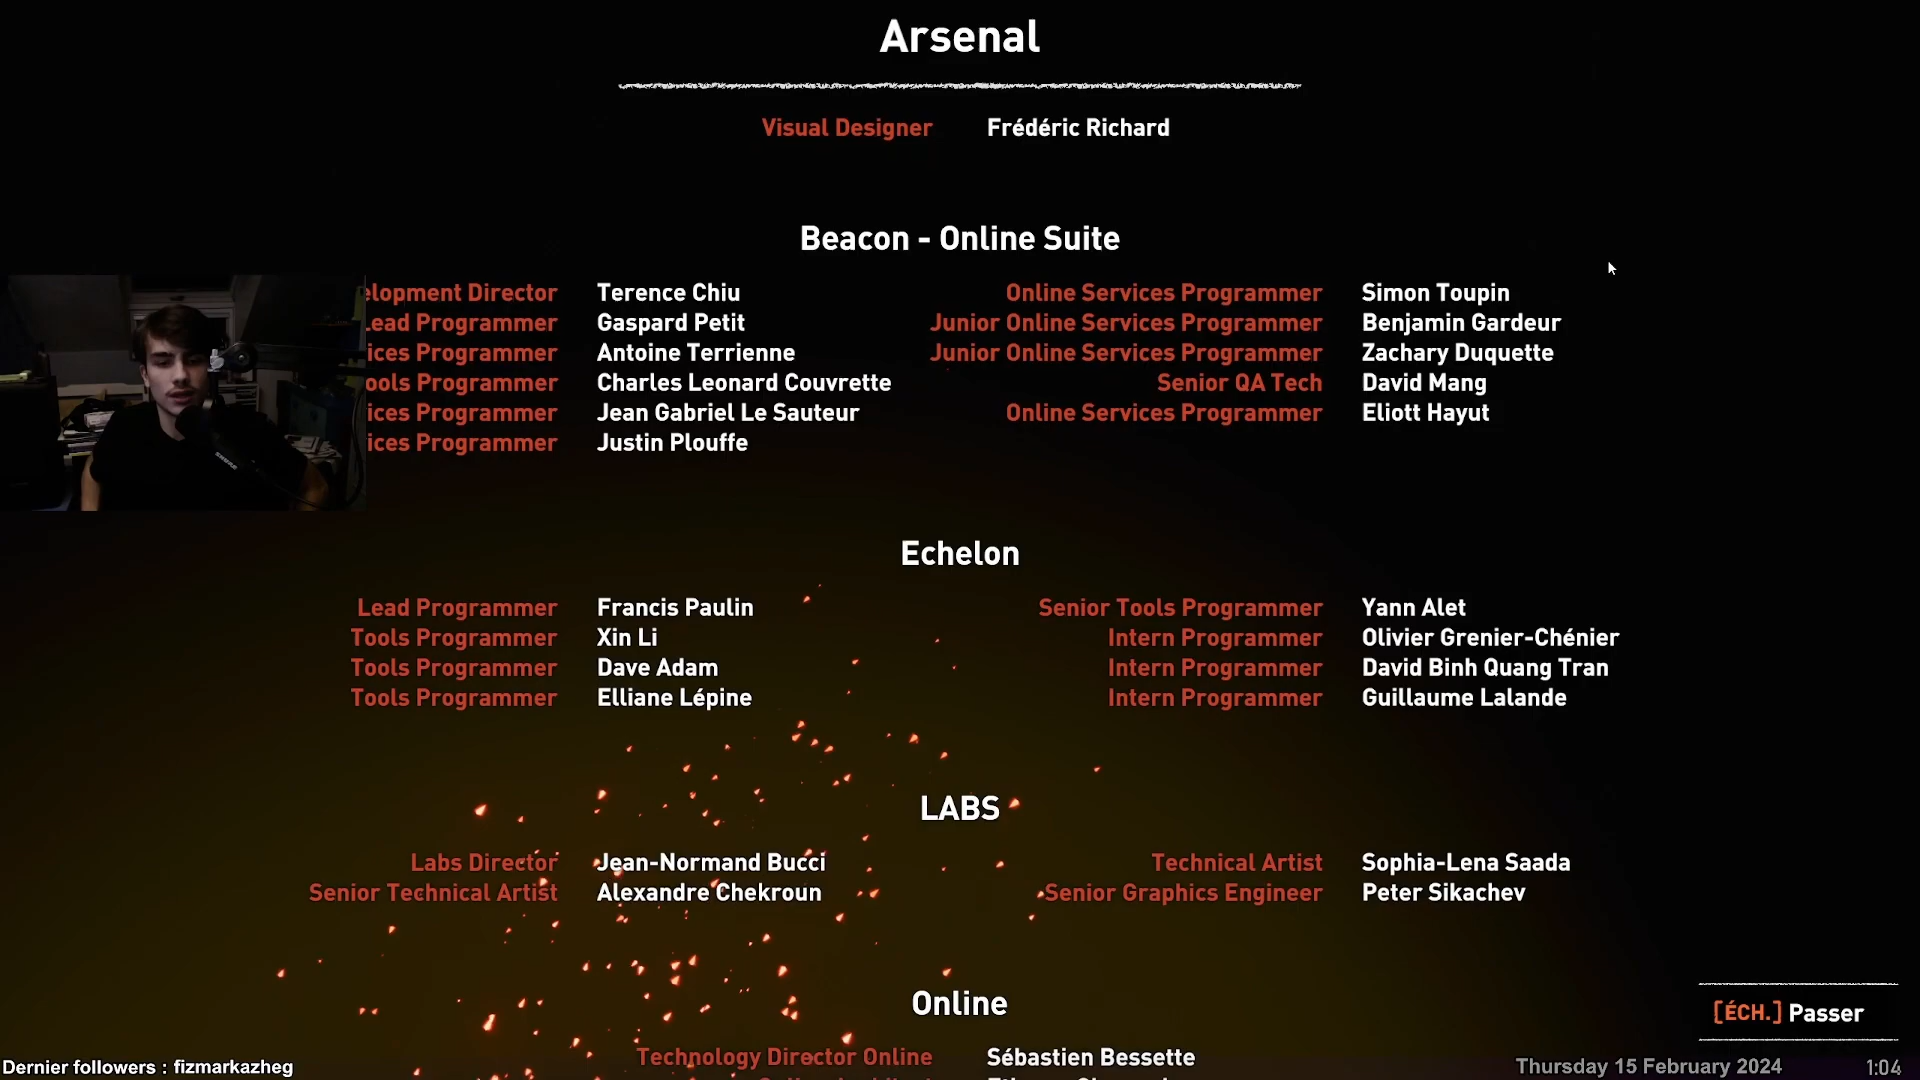 Arsenal
Visual Designer Frédéric Richard
Beacon - Online Suite
elopment Director Terence Chiu Online Services Programmer Simon Toupin
Lead Programmer Gaspard Petit Junior Online Services Programmer Benjamin Gardeur
ices Programmer Antoine Terrienne Junior Online Services Programmer Zachary Duquette
ools Programmer Charles Leonard Couvrette Senior QA Tech David Mang
ices Programmer Jean Gabriel Le Sauteur Online Services Programmer Eliott Hayut
ices Programmer Justin Plouffe
Echelon
Lead Programmer Francis Paulin Senior Tools Programmer Yann Alet
Tools Programmer Xin Li Intern Programmer Olivier Grenier-Chénier
Tools Programmer Dave Adam Intern Programmer David Binh Quang Tran
Tools Programmer Elliane Lépine Intern Programmer Guillaume Lalande
LABS
Labs Director Jean-Normand Bucci Technical Artist Sophia-Lena Saada
Senior Technical Artist Alexandre Chekroun Senior Graphics Engineer Peter Sikachev
Online
[ÉCH.] Passer
Technology Director Online Sébastien Bessette
Dernier followers : fizmarkazheg
Thursday 15 February 2024 1:04